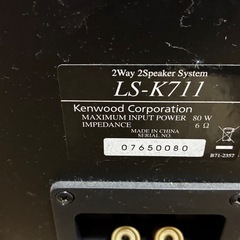 2Way 2Speaker System
LS-K711
Kenwood Corporation
MAXIMUM INPUT POWER 80 W
IMPEDANCE 6 Ω
MADE IN CHINA
SERIAL NO.
07650080
B71-2357